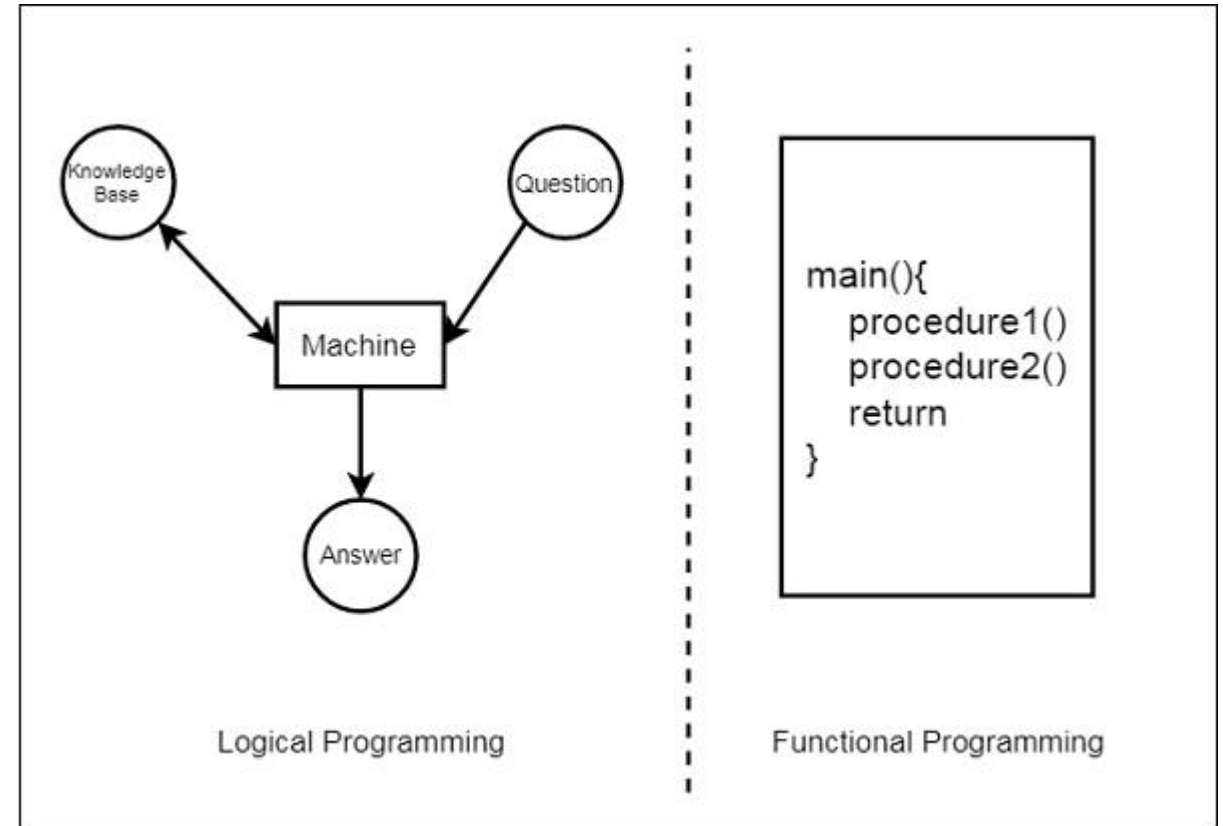 Knowledge
Base
Question
Machine
Answer
Logical Programming
main(){
procedure1()
procedure2()
return
}
Functional Programming